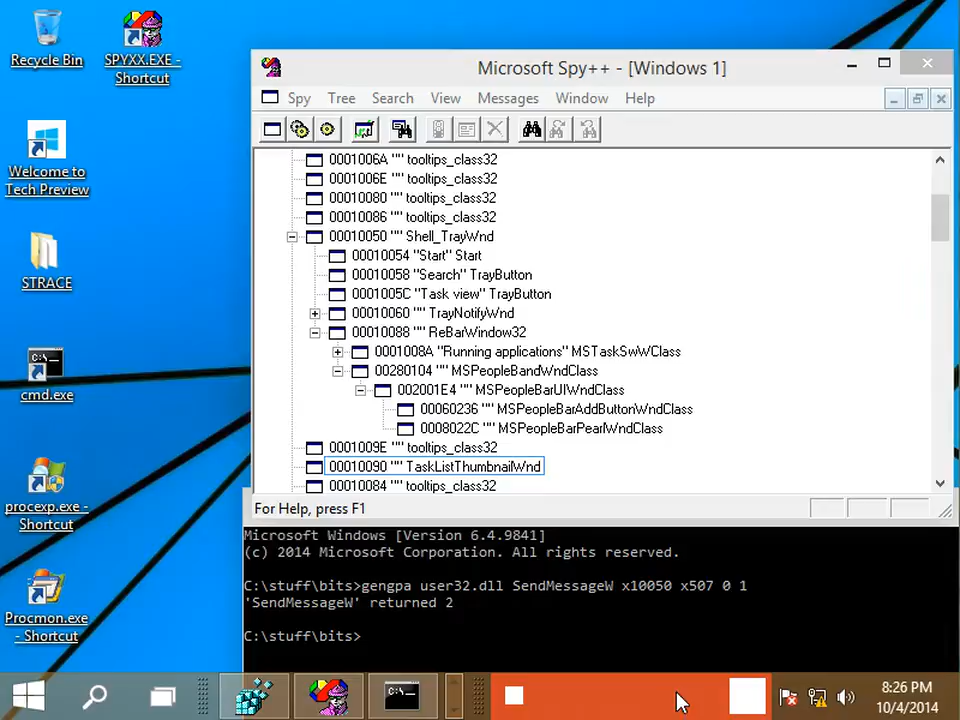 Recycle Bin
SPYXX.EXE -
Shortcut
Welcome to
Tech Preview
STRACE
cmd.exe
procexp.exe -
Shortcut
Procmon.exe
- Shortcut
Microsoft Spy++ - [Windows 1]
Spy Tree Search View Messages Window Help
0001006A "" tooltips_class32
0001006E "" tooltips_class32
00010080 "" tooltips_class32
00010086 "" tooltips_class32
00010050 "" Shell_TrayWnd
00010054 "Start" Start
00010058 "Search" TrayButton
0001005C "Task view" TrayButton
00010060 "" TrayNotifyWnd
00010088 "" ReBarWindow32
0001008A "Running applications" MSTaskSwWClass
00280104 "" MSPeopleBandWndClass
002001E4 "" MSPeopleBarUIWndClass
00060236 "" MSPeopleBarAddButtonWndClass
0008022C "" MSPeopleBarPearlWndClass
0001009E "" tooltips_class32
00010090 "" TaskListThumbnailWnd
00010084 "" tooltips_class32
For Help, press F1
Microsoft Windows [Version 6.4.9841]
(c) 2014 Microsoft Corporation. All rights reserved.
C:\stuff\bits>gengpa user32.dll SendMessageW x10050 x507 0 1
'SendMessageW' returned 2
C:\stuff\bits>
C:\
C:\
8:26 PM
10/4/2014